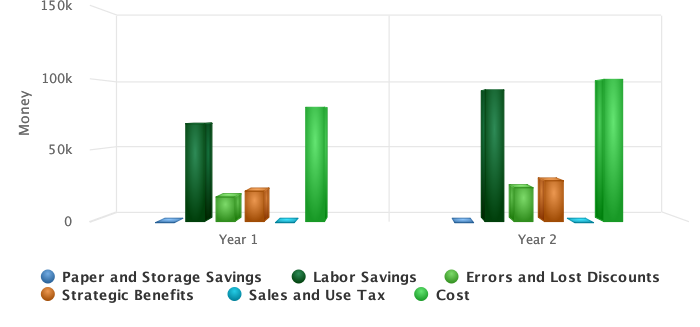 150k
100k
50k
0
Money
Year 1
Year 2
Paper and Storage Savings
Labor Savings
Errors and Lost Discounts
Strategic Benefits
Sales and Use Tax
Cost